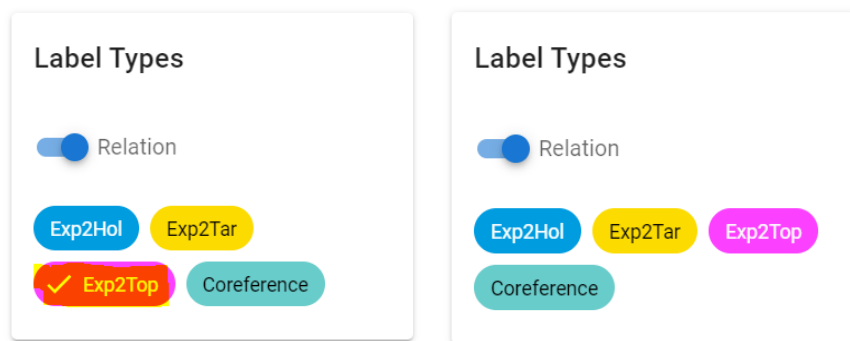 Label Types
Relation
Exp2Hol Exp2Tar
Exp2Top Coreference
Label Types
Relation
Exp2Hol Exp2Tar Exp2Top
Coreference